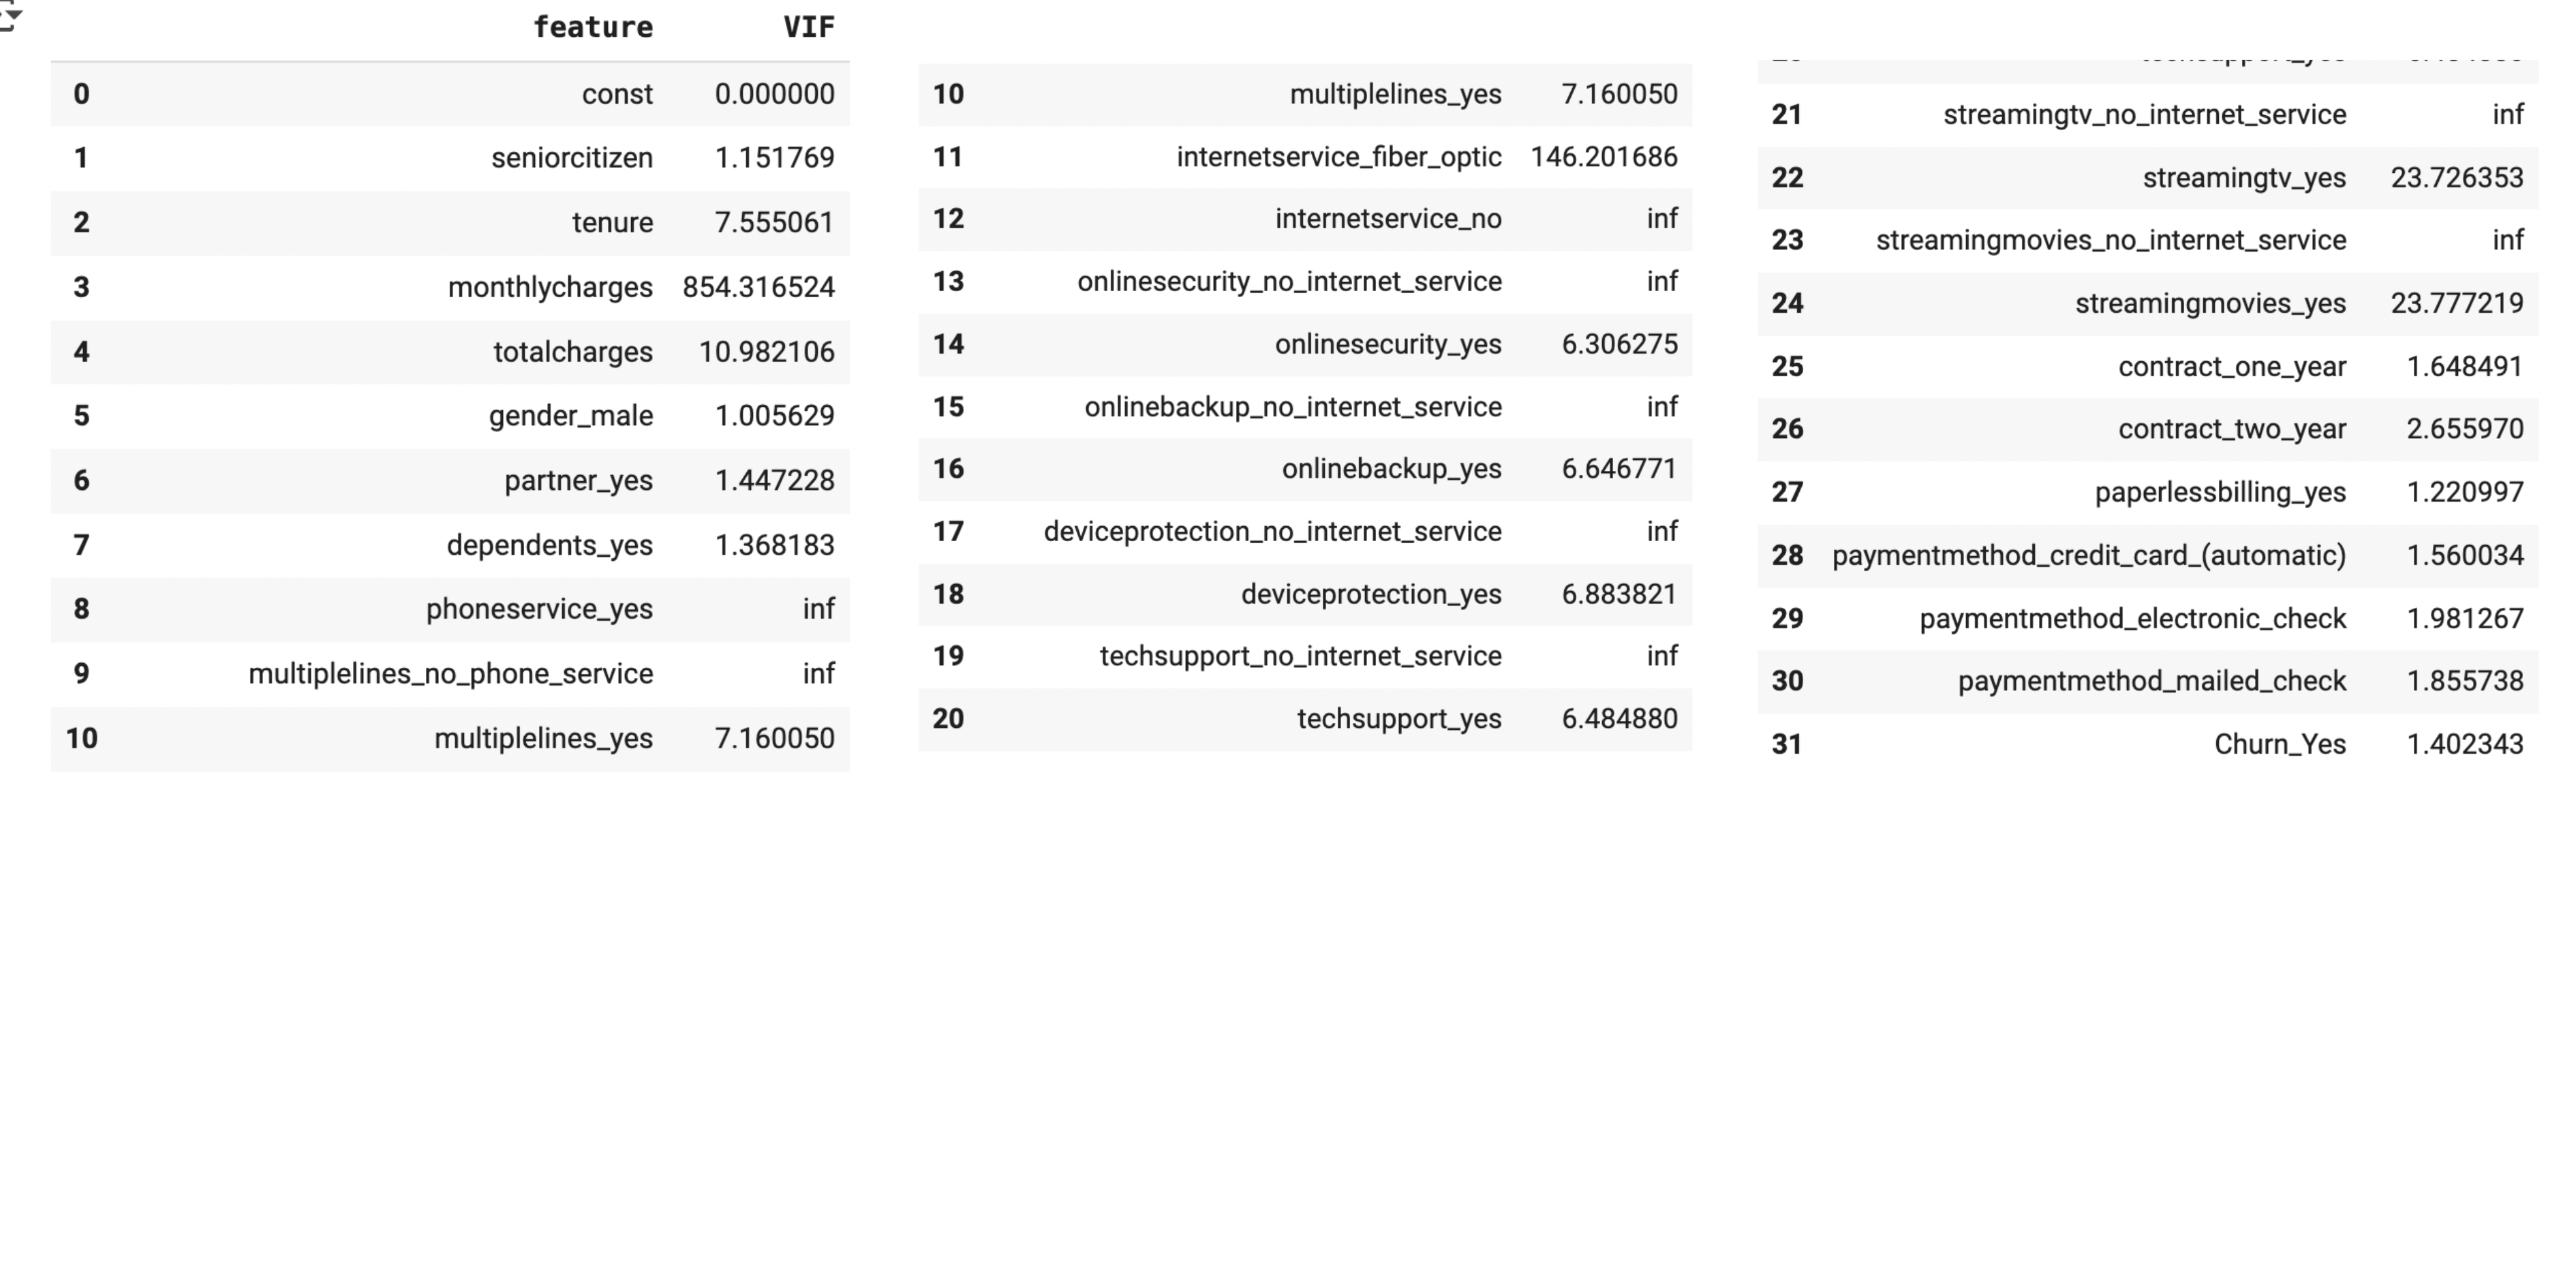 feature VIF
0 const 0.000000
1 seniorcitizen 1.151769
2 tenure 7.555061
3 monthlycharges 854.316524
4 totalcharges 10.982106
5 gender_male 1.005629
6 partner_yes 1.447228
7 dependents_yes 1.368183
8 phoneservice_yes inf
9 multiplelines_no_phone_service inf
10 multiplelines_yes 7.160050
10 multiplelines_yes 7.160050
11 internetservice_fiber_optic 146.201686
12 internetservice_no inf
13 onlinesecurity_no_internet_service inf
14 onlinesecurity_yes 6.306275
15 onlinebackup_no_internet_service inf
16 onlinebackup_yes 6.646771
17 deviceprotection_no_internet_service inf
18 deviceprotection_yes 6.883821
19 techsupport_no_internet_service inf
20 techsupport_yes 6.484880
21 streamingtv_no_internet_service inf
22 streamingtv_yes 23.726353
23 streamingmovies_no_internet_service inf
24 streamingmovies_yes 23.777219
25 contract_one_year 1.648491
26 contract_two_year 2.655970
27 paperlessbilling_yes 1.220997
28 paymentmethod_credit_card_(automatic) 1.560034
29 paymentmethod_electronic_check 1.981267
30 paymentmethod_mailed_check 1.855738
31 Churn_Yes 1.402343